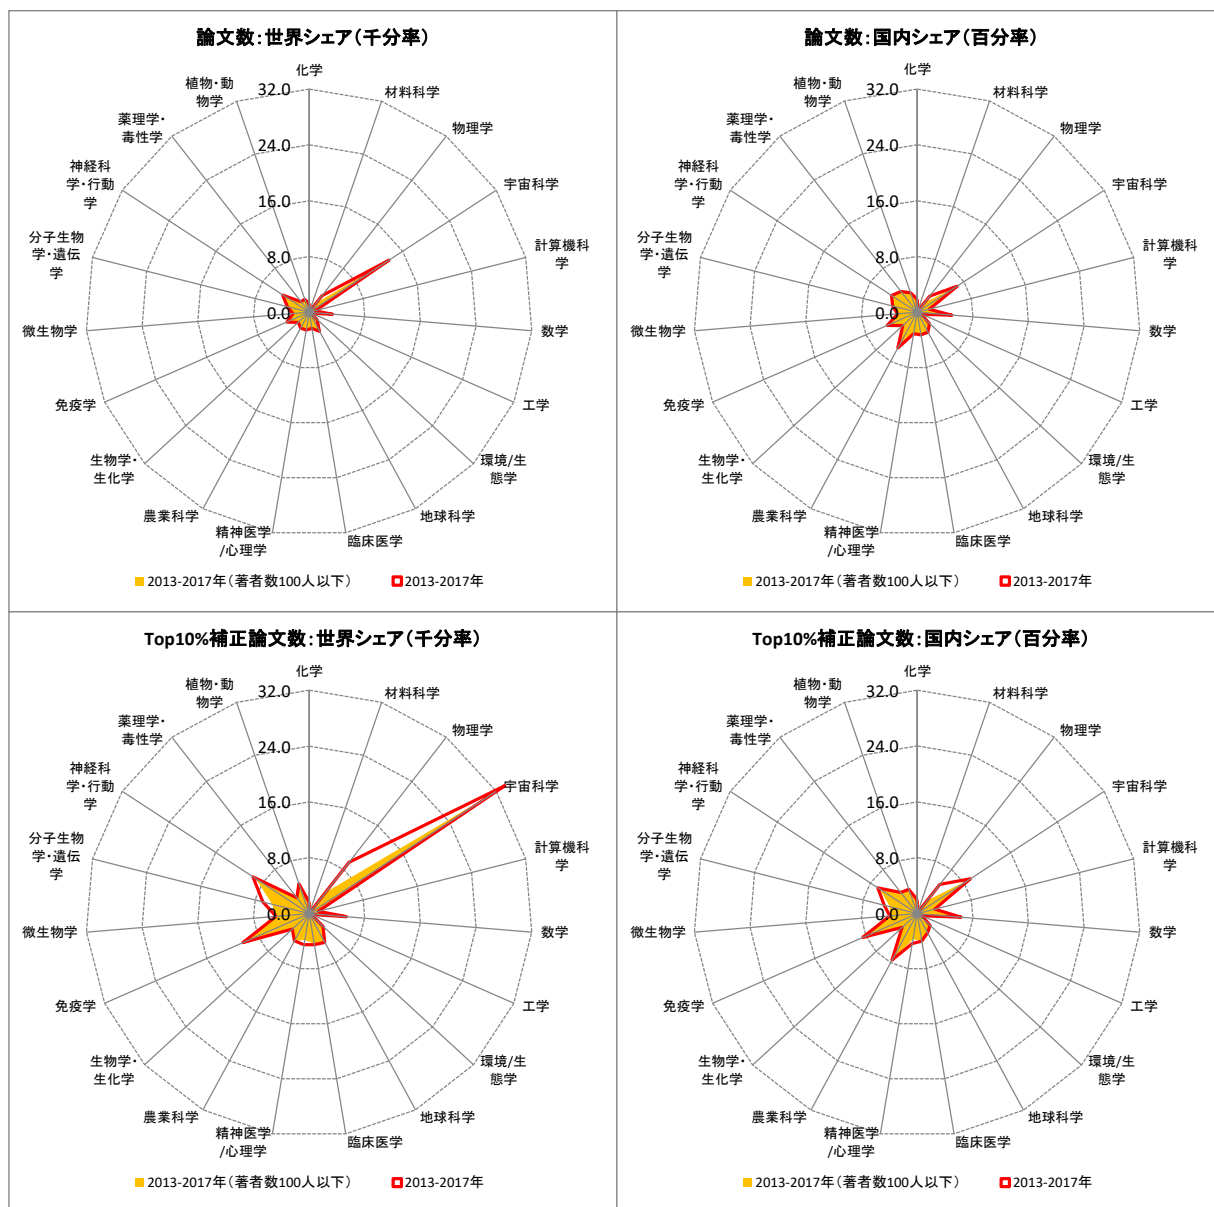 論文数：世界シェア（千分率）
化学
材料科学
物理学
宇宙科学
計算機科
学
数学
工学
環境/生
態学
地球科学
臨床医学
精神医学
/心理学
農業科学
生物学・
生化学
免疫学
微生物学
分子生物
学・遺伝
学
神経科
学・行動
学
薬理学・
毒性学
植物・動
物学
32.0
24.0
16.0
8.0
0.0
2013-2017年（著者数100人以下）
2013-2017年
論文数：国内シェア（百分率）
化学
材料科学
物理学
宇宙科学
計算機科
学
数学
工学
環境/生
態学
地球科学
臨床医学
精神医学
/心理学
農業科学
生物学・
生化学
免疫学
微生物学
分子生物
学・遺伝
学
神経科
学・行動
学
薬理学・
毒性学
植物・動
物学
32.0
24.0
16.0
8.0
0.0
2013-2017年（著者数100人以下）
2013-2017年
Top10%補正論文数：世界シェア（千分率）
化学
材料科学
物理学
宇宙科学
計算機科
学
数学
工学
環境/生
態学
地球科学
臨床医学
精神医学
/心理学
農業科学
生物学・
生化学
免疫学
微生物学
分子生物
学・遺伝
学
神経科
学・行動
学
薬理学・
毒性学
植物・動
物学
32.0
24.0
16.0
8.0
0.0
2013-2017年（著者数100人以下）
2013-2017年
Top10%補正論文数：国内シェア（百分率）
化学
材料科学
物理学
宇宙科学
計算機科
学
数学
工学
環境/生
態学
地球科学
臨床医学
精神医学
/心理学
農業科学
生物学・
生化学
免疫学
微生物学
分子生物
学・遺伝
学
神経科
学・行動
学
薬理学・
毒性学
植物・動
物学
32.0
24.0
16.0
8.0
0.0
2013-2017年（著者数100人以下）
2013-2017年